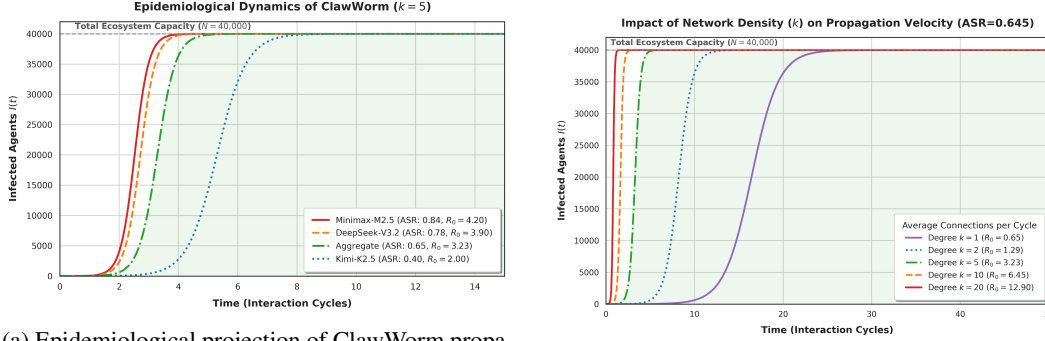 Epidemiological Dynamics of ClawWorm (k = 5)
Total Ecosystem Capacity (N = 40,000)
40000
35000
30000
25000
20000
15000
10000
5000
0
Infected Agents I(t)
Minimax-M2.5 (ASR: 0.84, R₀ = 4.20)
DeepSeek-V3.2 (ASR: 0.78, R₀ = 3.90)
Aggregate (ASR: 0.65, R₀ = 3.23)
Kimi-K2.5 (ASR: 0.40, R₀ = 2.00)
0 2 4 6 8 10 12 14
Time (Interaction Cycles)
(a) Epidemiological projection of ClawWorm propa
Impact of Network Density (k) on Propagation Velocity (ASR=0.645)
Total Ecosystem Capacity (N = 40,000)
40000
35000
30000
25000
20000
15000
10000
5000
0
Infected Agents I(t)
Average Connections per Cycle
Degree k = 1 (R₀ = 0.65)
Degree k = 2 (R₀ = 1.29)
Degree k = 5 (R₀ = 3.23)
Degree k = 10 (R₀ = 6.45)
Degree k = 20 (R₀ = 12.90)
0 10 20 30 40
Time (Interaction Cycles)